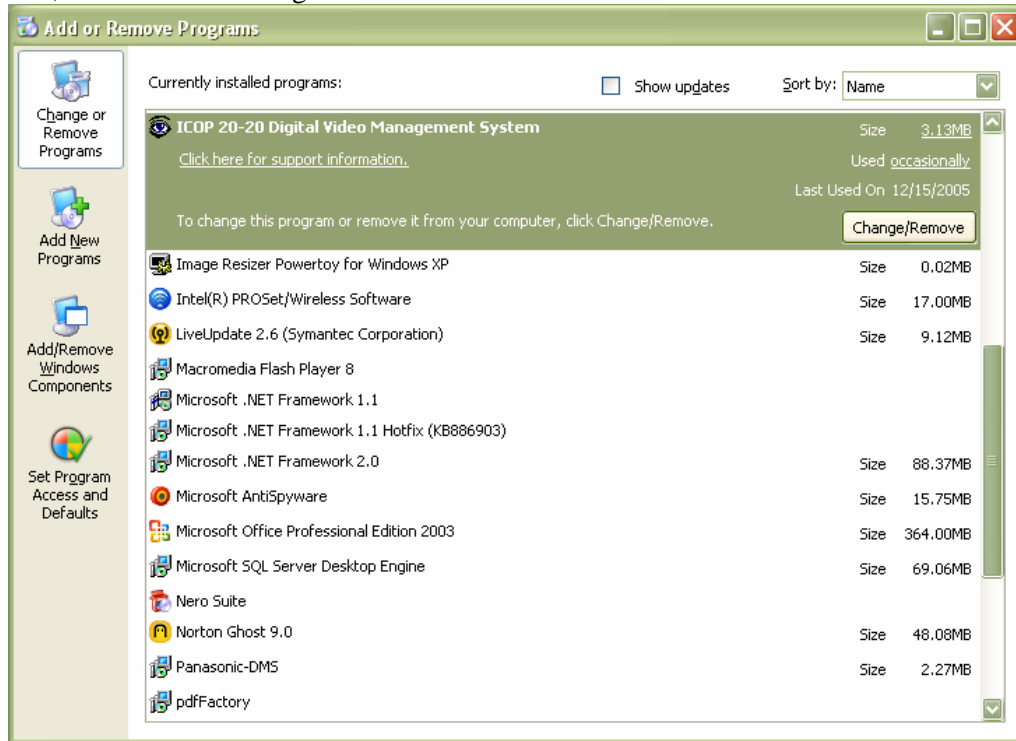 Add or Remove Programs
Change or
Remove
Programs
Add New
Programs
Add/Remove
Windows
Components
Set Program
Access and
Defaults
Currently installed programs: Show updates Sort by: Name
ICOP 20-20 Digital Video Management System Size 3.13MB
Click here for support information. Used occasionally
Last Used On 12/15/2005
To change this program or remove it from your computer, click Change/Remove. Change/Remove
Image Resizer Powertoy for Windows XP Size 0.02MB
Intel(R) PROSet/Wireless Software Size 17.00MB
LiveUpdate 2.6 (Symantec Corporation) Size 9.12MB
Macromedia Flash Player 8
Microsoft .NET Framework 1.1
Microsoft .NET Framework 1.1 Hotfix (KB886903)
Microsoft .NET Framework 2.0 Size 88.37MB
Microsoft AntiSpyware Size 15.75MB
Microsoft Office Professional Edition 2003 Size 364.00MB
Microsoft SQL Server Desktop Engine Size 69.06MB
Nero Suite
Norton Ghost 9.0 Size 48.08MB
Panasonic-DMS Size 2.27MB
pdfFactory